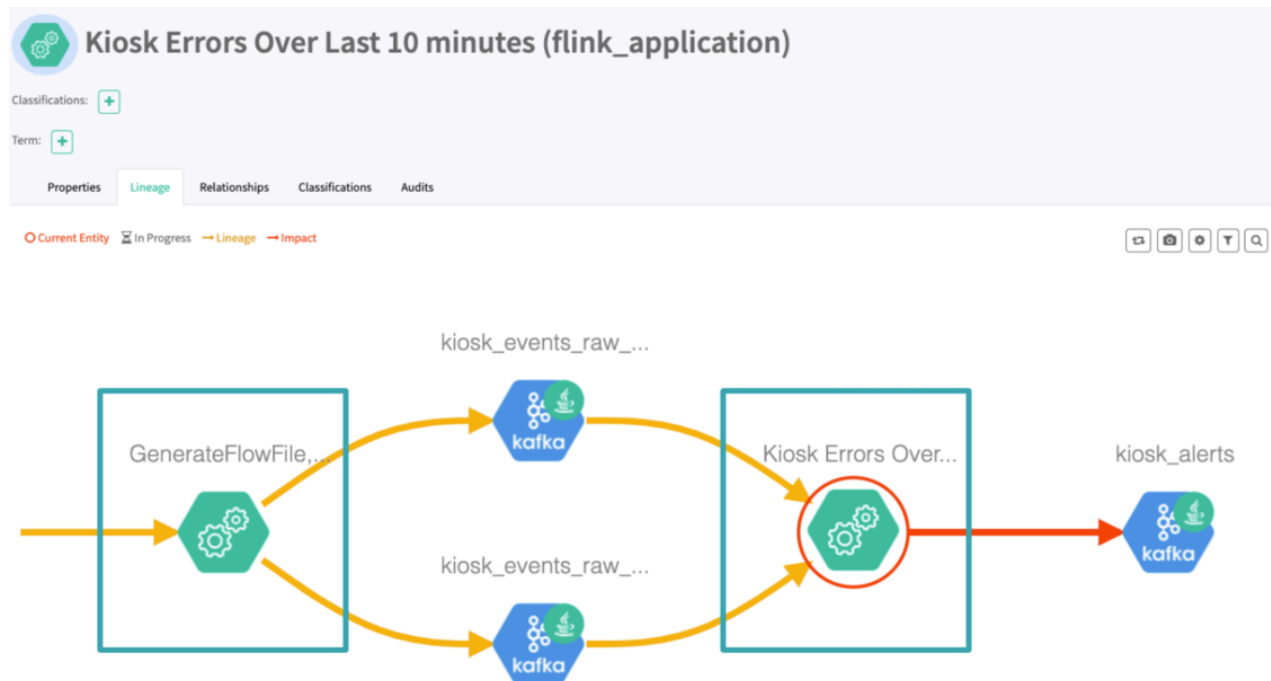 Kiosk Errors Over Last 10 minutes (flink_application)
Classifications: +
Term: +
Properties Lineage Relationships Classifications Audits
Current Entity In Progress Lineage Impact
kiosk_events_raw_...
kafka
GenerateFlowFile,...
Kiosk Errors Over...
kiosk_alerts
kafka
kiosk_events_raw_...
kafka